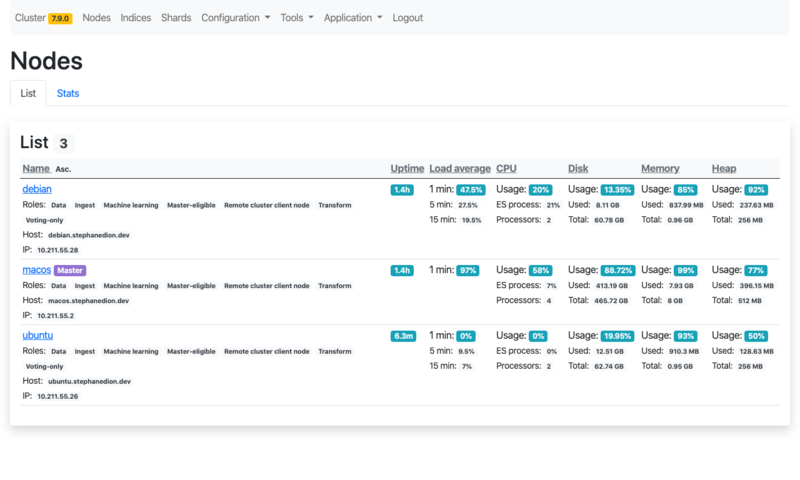 Cluster 7.9.0 Nodes Indices Shards Configuration Tools Application Logout
Nodes
List Stats
List 3
Name Asc. Uptime Load average CPU Disk Memory Heap
debian 1.4h 1 min: 47.5% Usage: 20% Usage: 13.35% Usage: 85% Usage: 92%
Roles: Data Ingest Machine learning Master-eligible Remote cluster client node Transform 5 min: 27.5% ES process: 21% Used: 8.11 GB Used: 837.99 MB Used: 237.63 MB
Voting-only 15 min: 19.5% Processors: 2 Total: 60.78 GB Total: 0.96 GB Total: 256 MB
Host: debian.stephanedion.dev
IP: 10.211.55.28
macos Master 1.4h 1 min: 97% Usage: 58% Usage: 88.72% Usage: 99% Usage: 77%
Roles: Data Ingest Machine learning Master-eligible Remote cluster client node Transform ES process: 7% Used: 413.19 GB Used: 7.93 GB Used: 396.15 MB
Host: macos.stephanedion.dev Processors: 4 Total: 465.72 GB Total: 8 GB Total: 512 MB
IP: 10.211.55.2
ubuntu 6.3m 1 min: 0% Usage: 0% Usage: 19.96% Usage: 93% Usage: 50%
Roles: Data Ingest Machine learning Master-eligible Remote cluster client node Transform 5 min: 9.5% ES process: 0% Used: 12.51 GB Used: 910.3 MB Used: 128.63 MB
Voting-only 15 min: 7% Processors: 2 Total: 62.74 GB Total: 0.95 GB Total: 256 MB
Host: ubuntu.stephanedion.dev
IP: 10.211.55.26